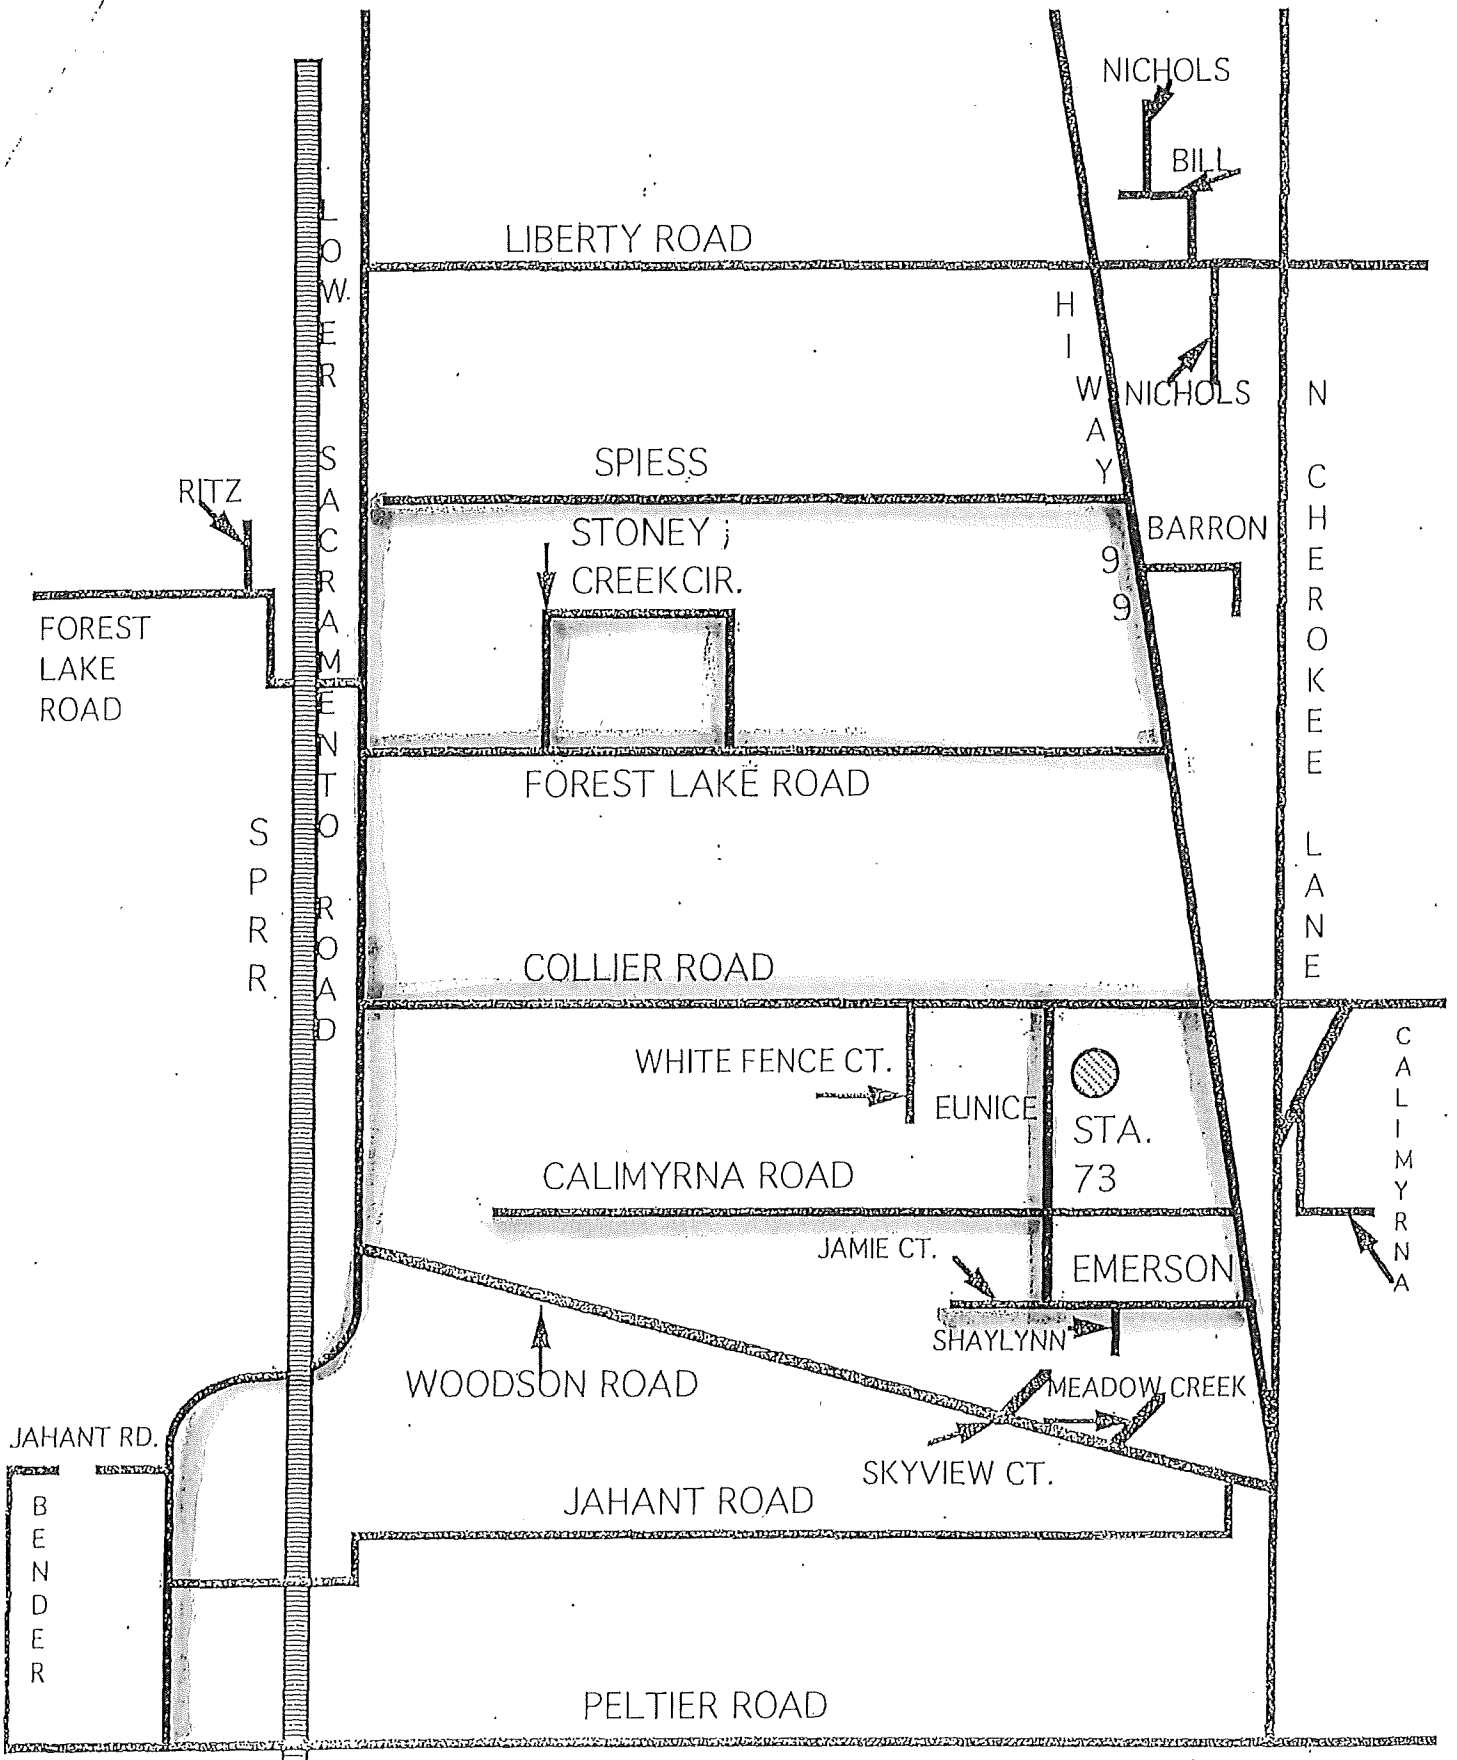 NICHOLS
BILL
LIBERTY ROAD
LOWER SACRAMENTO ROAD
HIWAY 99
NICHOLS
N CHEROKEE LANE
SPIESS
RITZ
STONEY
CREEK CIR.
BARRON
FOREST
LAKE
ROAD
FOREST LAKE ROAD
SPRR
COLLIER ROAD
WHITE FENCE CT.
EUNICE
STA.
73
CALIMYRNA
CALIMYRNA ROAD
JAMIE CT.
EMERSON
SHAYLYNN
WOODSON ROAD
MEADOW CREEK
JAHANT RD.
SKYVIEW CT.
JAHANT ROAD
BENDER
PELTIER ROAD